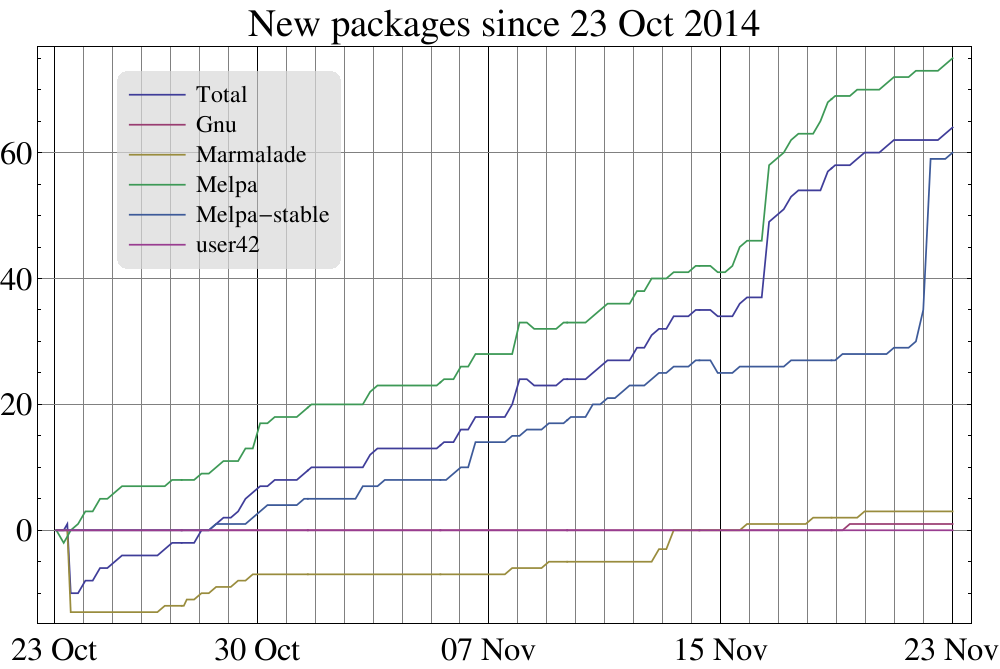 New packages since 23 Oct 2014
Total
Gnu
Marmalade
Melpa
Melpa−stable
user42
60
40
20
0
23 Oct 30 Oct 07 Nov 15 Nov 23 Nov